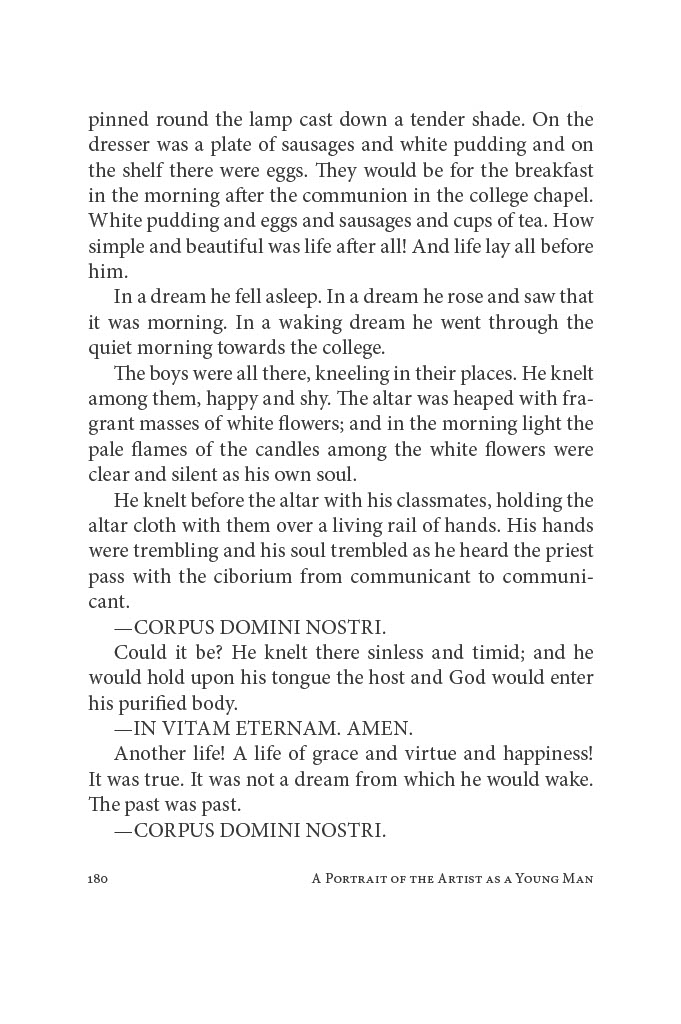 pinned round the lamp cast down a tender shade. On the
dresser was a plate of sausages and white pudding and on
the shelf there were eggs. They would be for the breakfast
in the morning after the communion in the college chapel.
White pudding and eggs and sausages and cups of tea. How
simple and beautiful was life after all! And life lay all before
him.
In a dream he fell asleep. In a dream he rose and saw that
it was morning. In a waking dream he went through the
quiet morning towards the college.
The boys were all there, kneeling in their places. He knelt
among them, happy and shy. The altar was heaped with fra-
grant masses of white flowers; and in the morning light the
pale flames of the candles among the white flowers were
clear and silent as his own soul.
He knelt before the altar with his classmates, holding the
altar cloth with them over a living rail of hands. His hands
were trembling and his soul trembled as he heard the priest
pass with the ciborium from communicant to communi-
cant.
—CORPUS DOMINI NOSTRI.
Could it be? He knelt there sinless and timid; and he
would hold upon his tongue the host and God would enter
his purified body.
—IN VITAM ETERNAM. AMEN.
Another life! A life of grace and virtue and happiness!
It was true. It was not a dream from which he would wake.
The past was past.
—CORPUS DOMINI NOSTRI.
180 A Portrait of the Artist as a Young Man